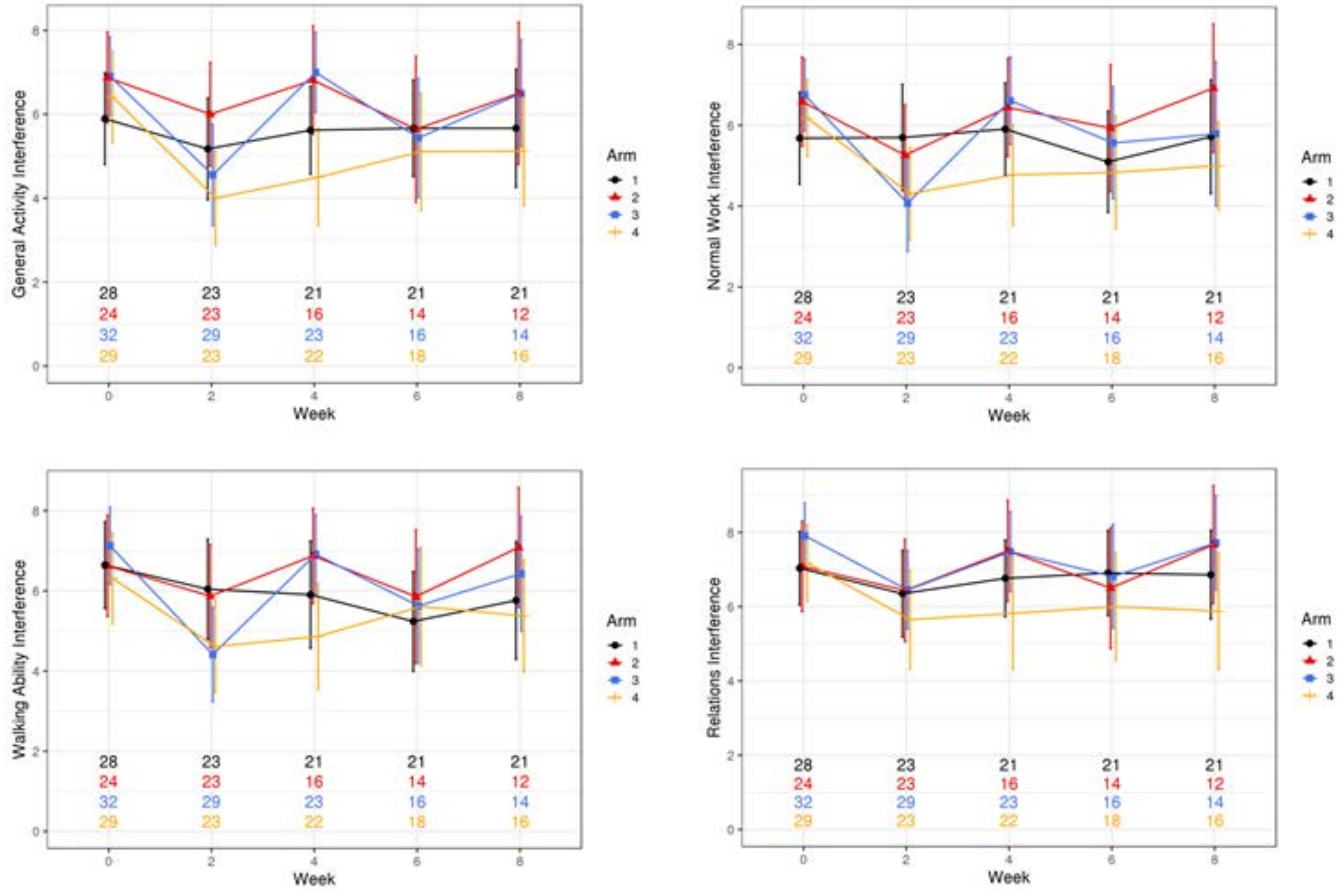 General Activity Interference
8
6
4
2
0
28 23 21 21 21
24 23 16 14 12
32 29 23 16 14
29 23 22 18 16
0 2 4 6 8
Week
Arm
1
2
3
4
Normal Work Interference
8
6
4
2
0
28 23 21 21 21
24 23 16 14 12
32 29 23 16 14
29 23 22 18 16
0 2 4 6 8
Week
Arm
1
2
3
4
Walking Ability Interference
8
6
4
2
0
28 23 21 21 21
24 23 16 14 12
32 29 23 16 14
29 23 22 18 16
0 2 4 6 8
Week
Arm
1
2
3
4
Relations Interference
8
6
4
2
0
28 23 21 21 21
24 23 16 14 12
32 29 23 16 14
29 23 22 18 16
0 2 4 6 8
Week
Arm
1
2
3
4